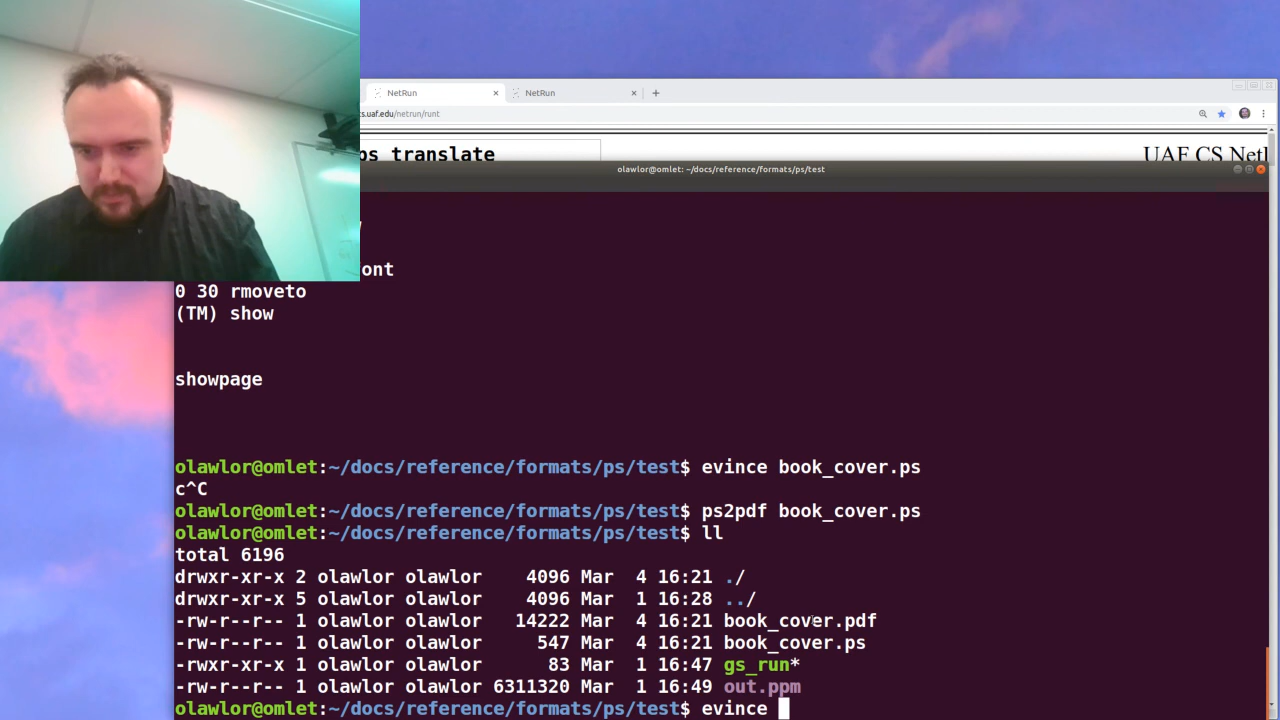 NetRun
NetRun
s.uaf.edu/netrun/runt
ps translate
UAF CS Net
olawlor@omlet: ~/docs/reference/formats/ps/test
ont
0 30 rmoveto
(TM) show
showpage
olawlor@omlet:~/docs/reference/formats/ps/test$ evince book_cover.ps
c^C
olawlor@omlet:~/docs/reference/formats/ps/test$ ps2pdf book_cover.ps
olawlor@omlet:~/docs/reference/formats/ps/test$ ll
total 6196
drwxr-xr-x 2 olawlor olawlor    4096 Mar  4 16:21 ./
drwxr-xr-x 5 olawlor olawlor    4096 Mar  1 16:28 ../
-rw-r--r-- 1 olawlor olawlor   14222 Mar  4 16:21 book_cover.pdf
-rw-r--r-- 1 olawlor olawlor     547 Mar  4 16:21 book_cover.ps
-rwxr-xr-x 1 olawlor olawlor      83 Mar  1 16:47 gs_run*
-rw-r--r-- 1 olawlor olawlor 6311320 Mar  1 16:49 out.ppm
olawlor@omlet:~/docs/reference/formats/ps/test$ evince